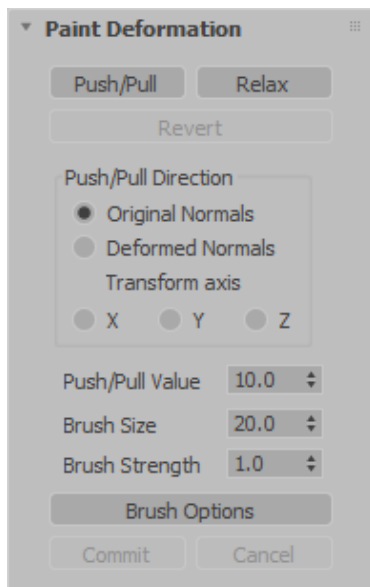 Paint Deformation
Push/Pull Relax
Revert
Push/Pull Direction
Original Normals
Deformed Normals
Transform axis
X Y Z
Push/Pull Value 10.0
Brush Size 20.0
Brush Strength 1.0
Brush Options
Commit Cancel